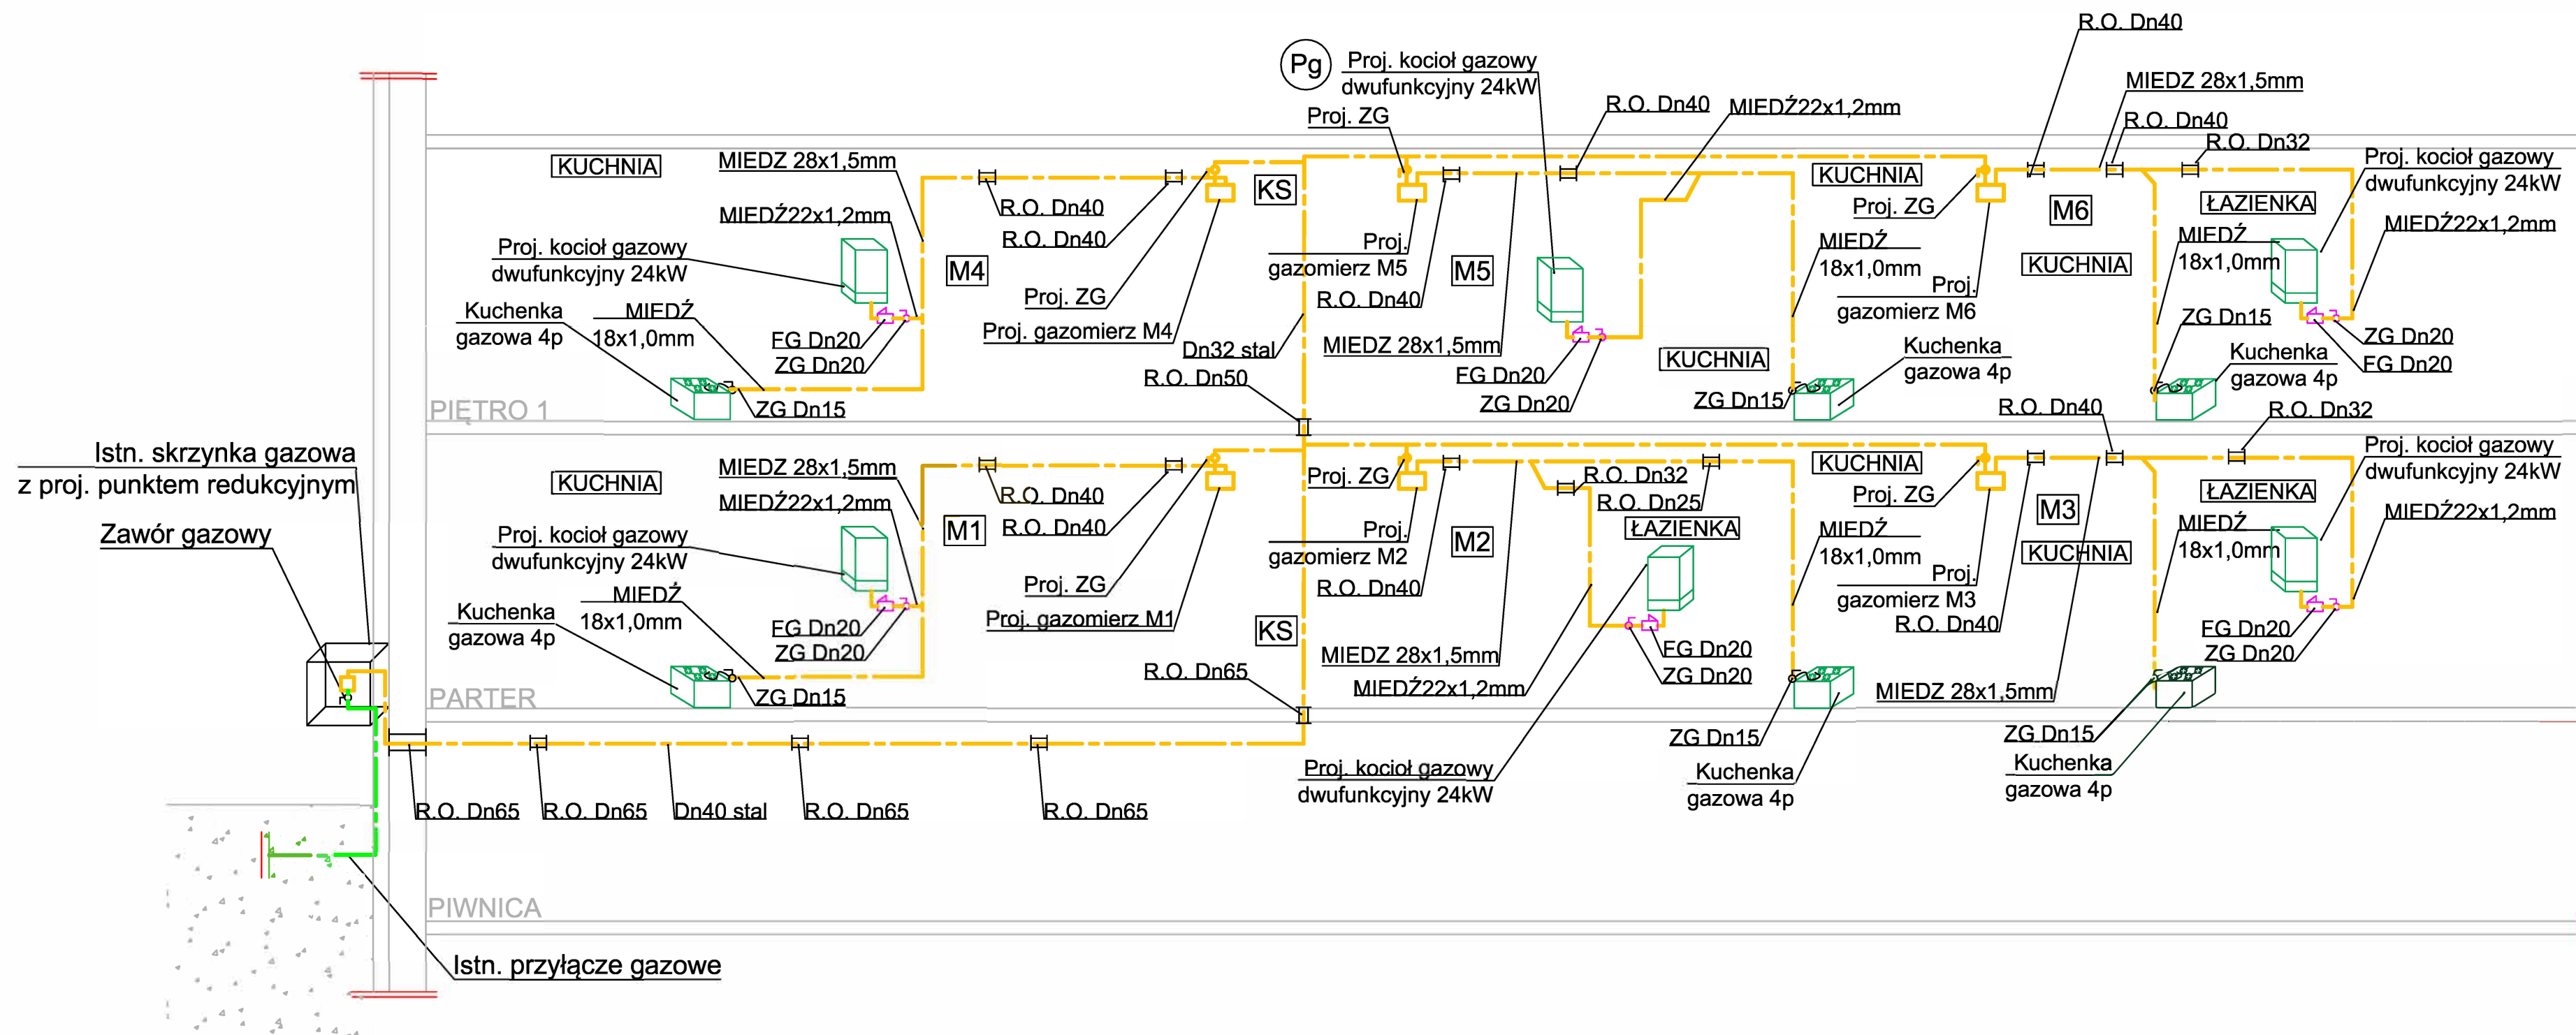 R.O. Dn40
Pg
Proj. kocioł gazowy
dwufunkcyjny 24kW
MIEDZ 28x1,5mm
R.O. Dn40
MIEDŹ22x1,2mm
Proj. ZG
R.O. Dn40
R.O. Dn32
KUCHNIA
MIEDZ 28x1,5mm
Proj. kocioł gazowy
dwufunkcyjny 24kW
KUCHNIA
KS
R.O. Dn40
MIEDŹ22x1,2mm
Proj. ZG
M6
ŁAZIENKA
MIEDŹ22x1,2mm
R.O. Dn40
Proj. kocioł gazowy
dwufunkcyjny 24kW
M4
Proj.
gazomierz M5
M5
MIEDŹ
18x1,0mm
KUCHNIA
MIEDŹ
18x1,0mm
Proj. ZG
R.O. Dn40
Proj.
gazomierz M6
Kuchenka
gazowa 4p
MIEDŹ
18x1,0mm
FG Dn20
ZG Dn20
Proj. gazomierz M4
Dn32 stal
MIEDZ 28x1,5mm
KUCHNIA
Kuchenka
gazowa 4p
ZG Dn15
ZG Dn20
FG Dn20
Kuchenka
gazowa 4p
R.O. Dn50
FG Dn20
ZG Dn20
ZG Dn15
ZG Dn15
PIĘTRO 1
R.O. Dn40
R.O. Dn32
Istn. skrzynka gazowa
z proj. punktem redukcyjnym
KUCHNIA
MIEDZ 28x1,5mm
MIEDŹ22x1,2mm
R.O. Dn40
R.O. Dn40
Proj. ZG
R.O. Dn32
R.O. Dn25
KUCHNIA
Proj. ZG
Proj. kocioł gazowy
dwufunkcyjny 24kW
ŁAZIENKA
MIEDŹ22x1,2mm
Zawór gazowy
Proj. kocioł gazowy
dwufunkcyjny 24kW
M1
Proj.
gazomierz M2
M2
ŁAZIENKA
MIEDŹ
18x1,0mm
M3
KUCHNIA
MIEDŹ
18x1,0mm
Proj. ZG
R.O. Dn40
Proj.
gazomierz M3
R.O. Dn40
Kuchenka
gazowa 4p
MIEDŹ
18x1,0mm
FG Dn20
ZG Dn20
Proj. gazomierz M1
KS
FG Dn20
ZG Dn20
FG Dn20
ZG Dn20
R.O. Dn65
MIEDZ 28x1,5mm
MIEDŹ22x1,2mm
MIEDZ 28x1,5mm
PARTER
ZG Dn15
ZG Dn15
ZG Dn15
Proj. kocioł gazowy
dwufunkcyjny 24kW
Kuchenka
gazowa 4p
Kuchenka
gazowa 4p
R.O. Dn65
R.O. Dn65
Dn40 stal
R.O. Dn65
R.O. Dn65
PIWNICA
Istn. przyłącze gazowe